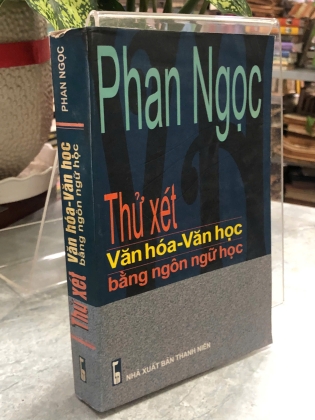 Phan Ngọc
Thử xét
Văn hóa-Văn học
bằng ngôn ngữ học
NHÀ XUẤT BẢN THANH NIÊN
PHAN NGỌC
Thử xét Văn hóa-Văn học
bằng ngôn ngữ học